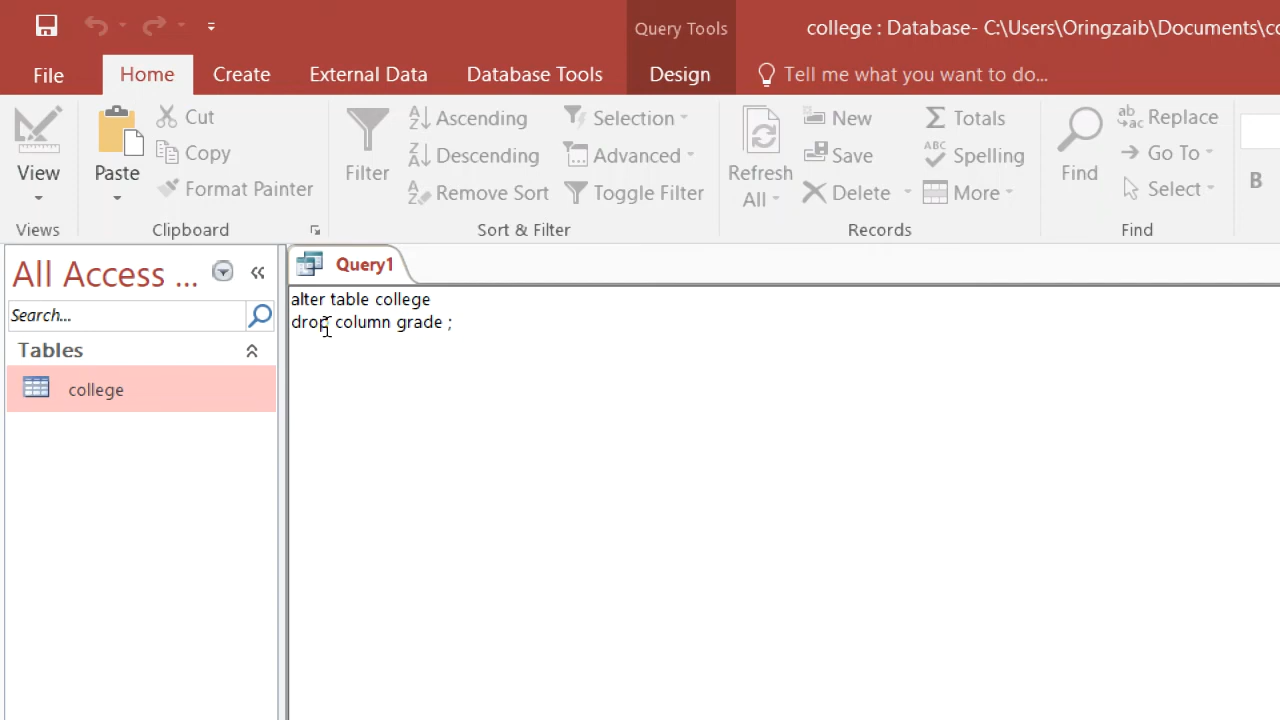 Query Tools
college : Database- C:\Users\Oringzaib\Documents\co
File
Home
Create
External Data
Database Tools
Design
Tell me what you want to do...
View
Paste
Cut
Copy
Format Painter
Filter
Ascending
Descending
Remove Sort
Selection
Advanced
Toggle Filter
Refresh
All
New
Save
Delete
Totals
Spelling
More
Find
Replace
Go To
Select
B
Views
Clipboard
Sort & Filter
Records
Find
All Access ...
Search...
Tables
college
Query1
alter table college
drop column grade ;